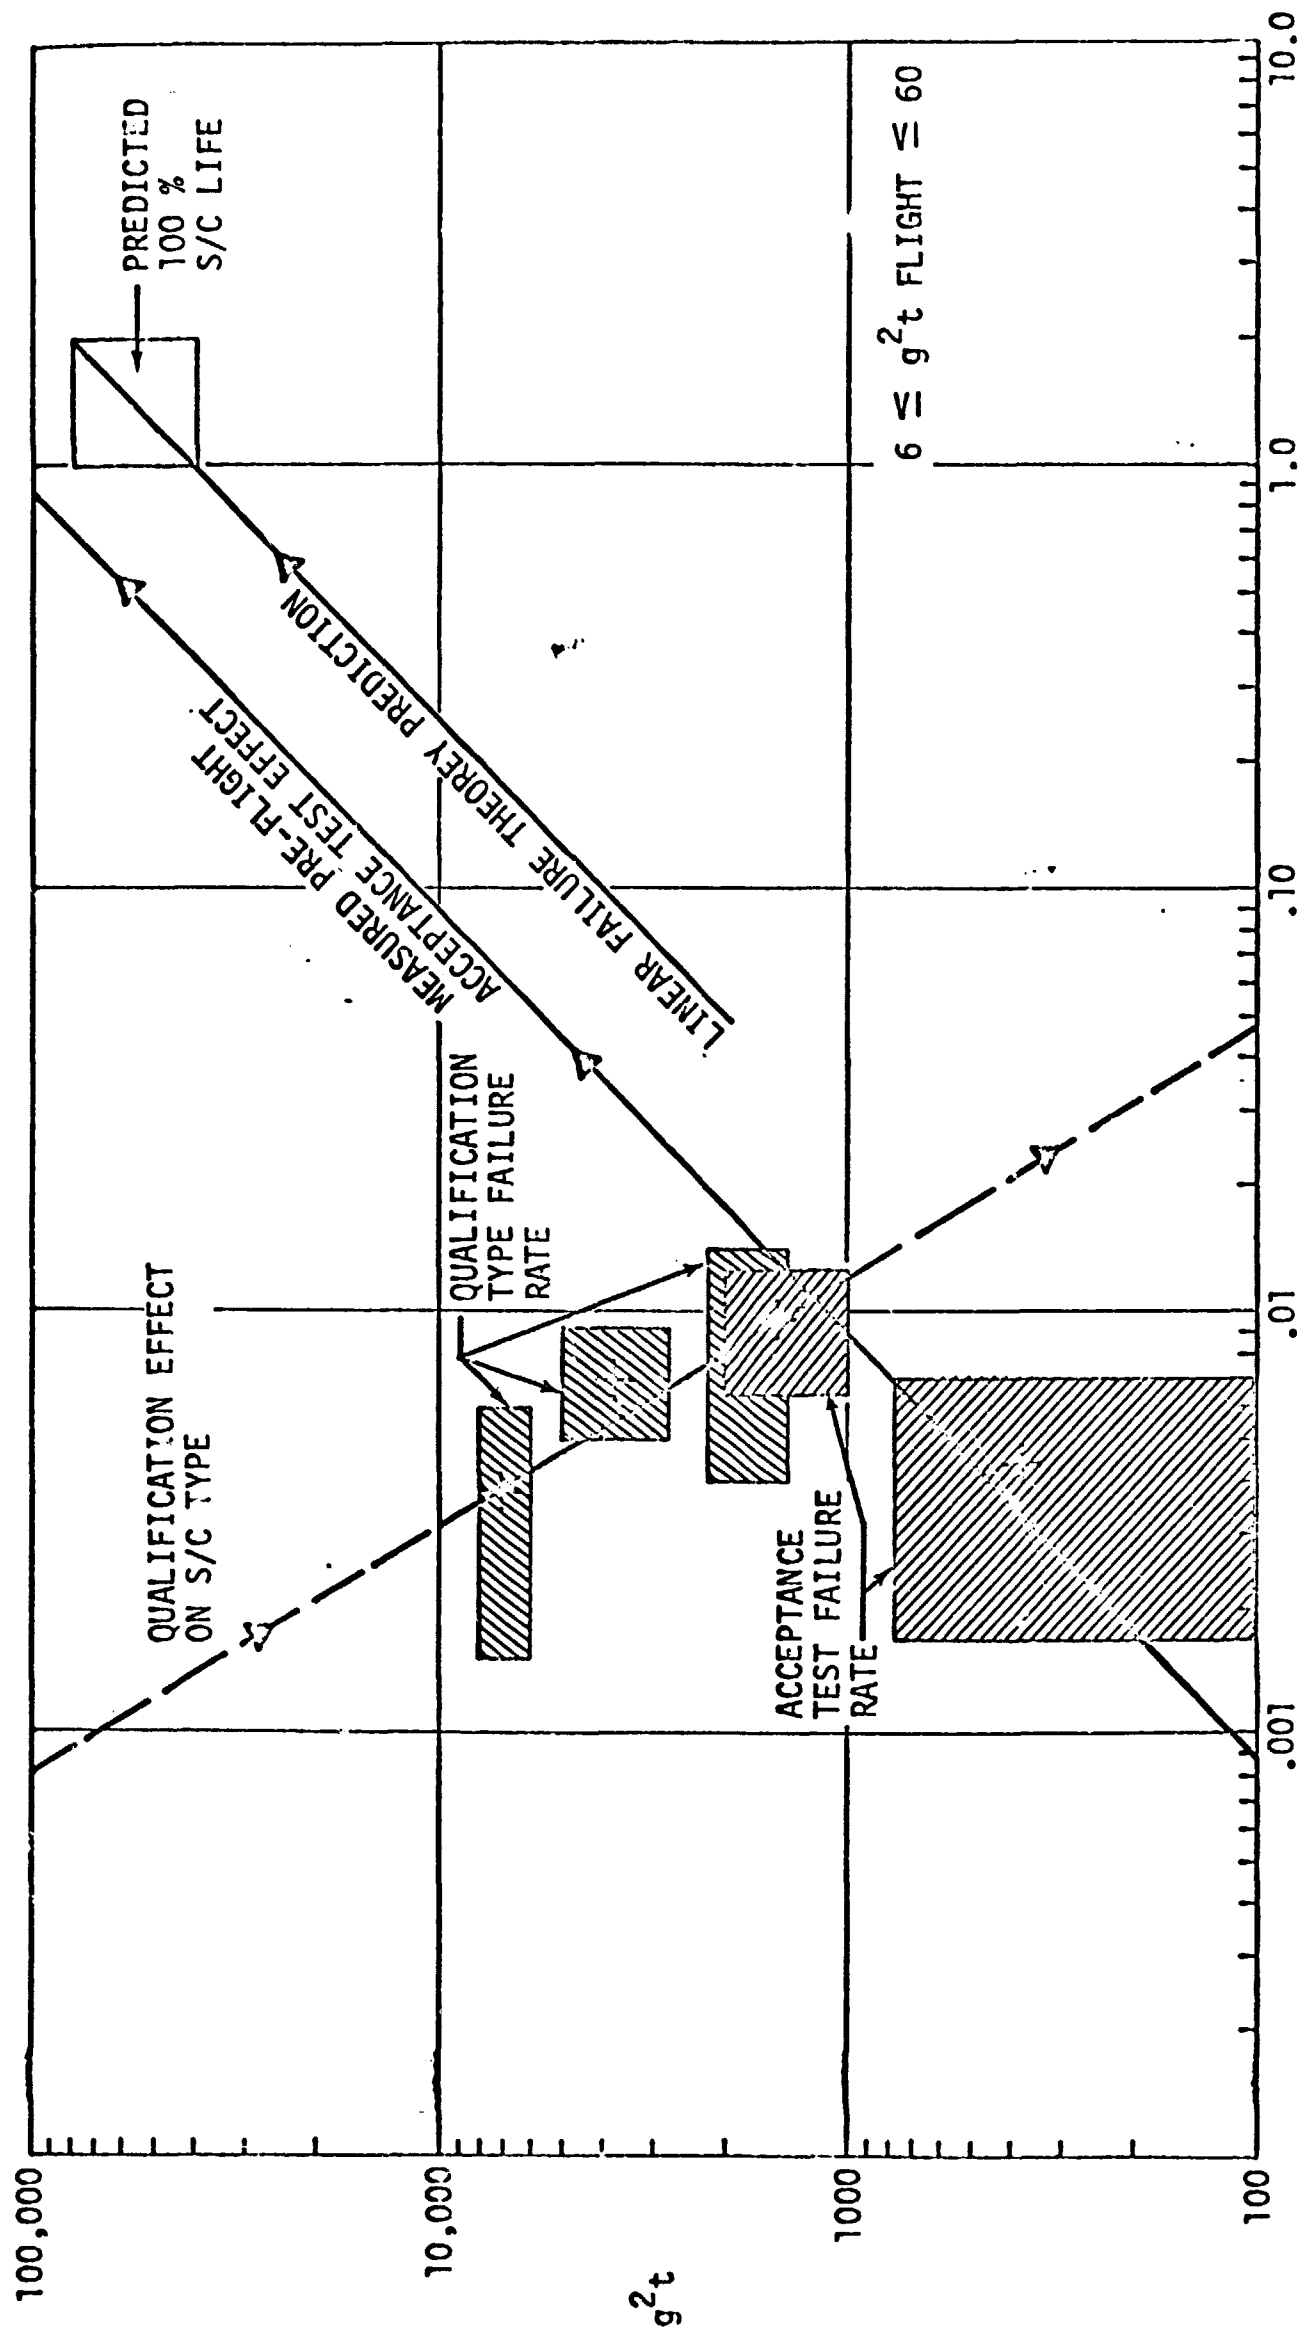 100,000
10,000
1000
100
g²t
.001
.01
.10
1.0
10.0
QUALIFICATION EFFECT
ON S/C TYPE
QUALIFICATION
TYPE FAILURE
RATE
ACCEPTANCE
TEST FAILURE
RATE
MEASURED PRE-FLIGHT
ACCEPTANCE TEST EFFECT
LINEAR FAILURE THEOREY PREDICTION
PREDICTED
100 %
S/C LIFE
6 ≤ g²t FLIGHT ≤ 60